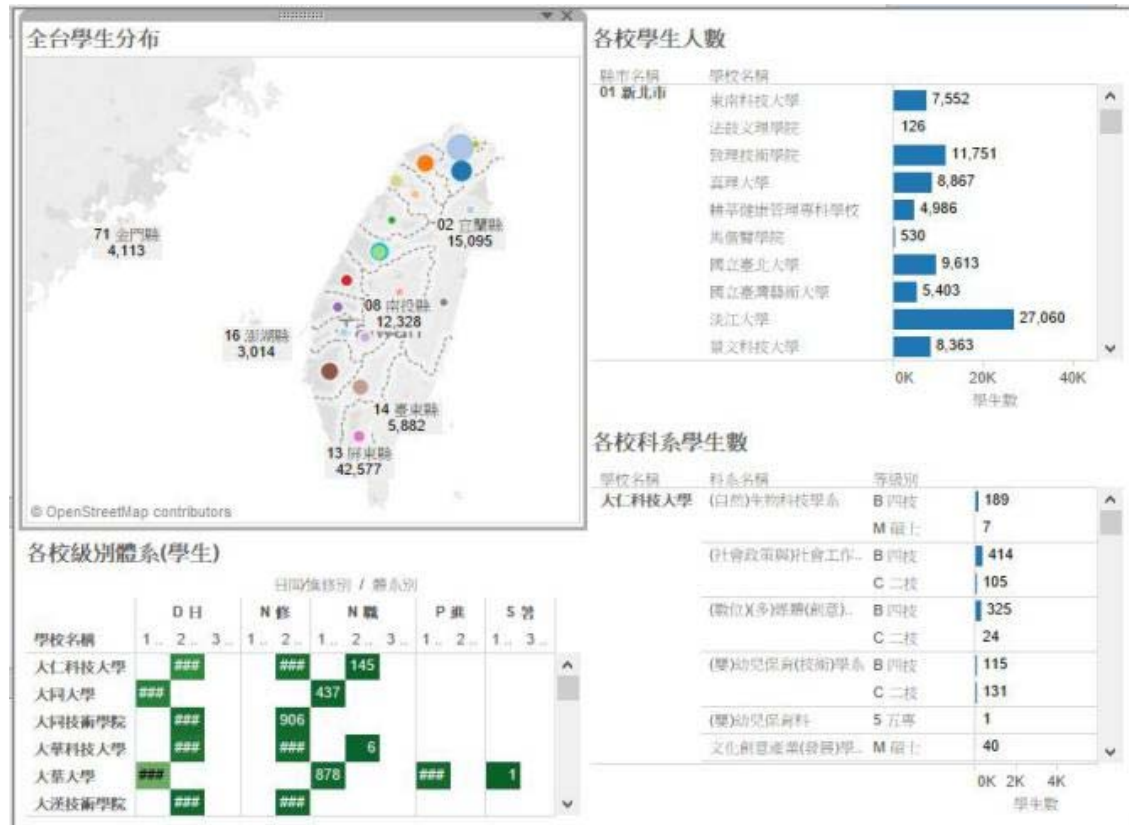 全台學生分布
71 金門縣
4,113
02 宜蘭縣
15,095
08 南投縣
12,328
16 澎湖縣
3,014
14 臺東縣
5,882
13 屏東縣
42,577
© OpenStreetMap contributors
各校學生人數
縣市名稱 學校名稱
01 新北市 東南科技大學 7,552
法鼓文理學院 126
致理技術學院 11,751
真理大學 8,867
耕莘健康管理專科學校 4,986
馬偕醫學院 530
國立臺北大學 9,613
國立臺灣藝術大學 5,403
淡江大學 27,060
景文科技大學 8,363
0K 20K 40K
學生數
各校級別體系(學生)
日間/進修別 / 體系別
D 日 N 修 N 職 P 進 S 暑
學校名稱 1 .. 2 .. 3 .. 1 .. 2 .. 1 .. 2 .. 1 .. 2 .. 1 .. 3 ..
大仁科技大學 ### ### 145
大同大學 ### 437
大同技術學院 ### 906
大華科技大學 ### ### 6
大葉大學 ### 878 ### 1
大漢技術學院 ### ###
各校科系學生數
學校名稱 科系名稱 等級別
大仁科技大學 (自然)生物科技學系 B 四技 189
M 碩士 7
(社會政策與)社會工作.. B 四技 414
C 二技 105
(數位)(多)媒體(創意).. B 四技 325
C 二技 24
(嬰)幼兒保育(技術)學系 B 四技 115
C 二技 131
(嬰)幼兒保育科 5 五專 1
文化創意產業(發展)學.. M 碩士 40
0K 2K 4K
學生數